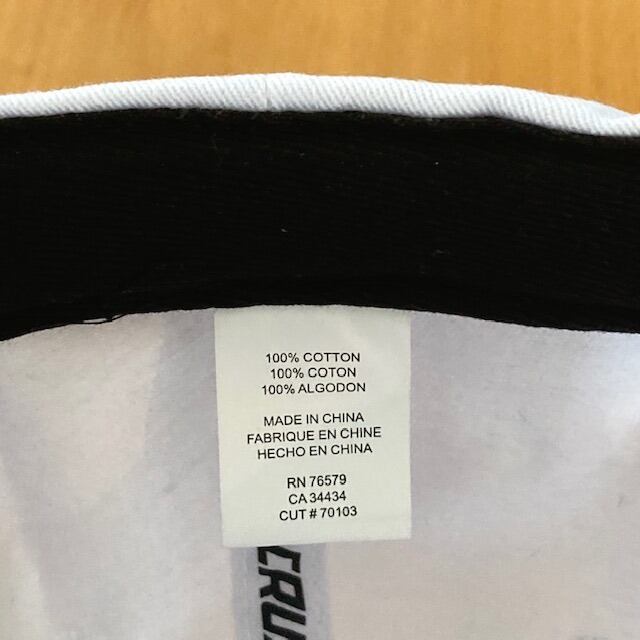 100% COTTON
100% COTON
100% ALGODON
MADE IN CHINA
FABRIQUE EN CHINE
HECHO EN CHINA
RN 76579
CA 34434
CUT # 70103